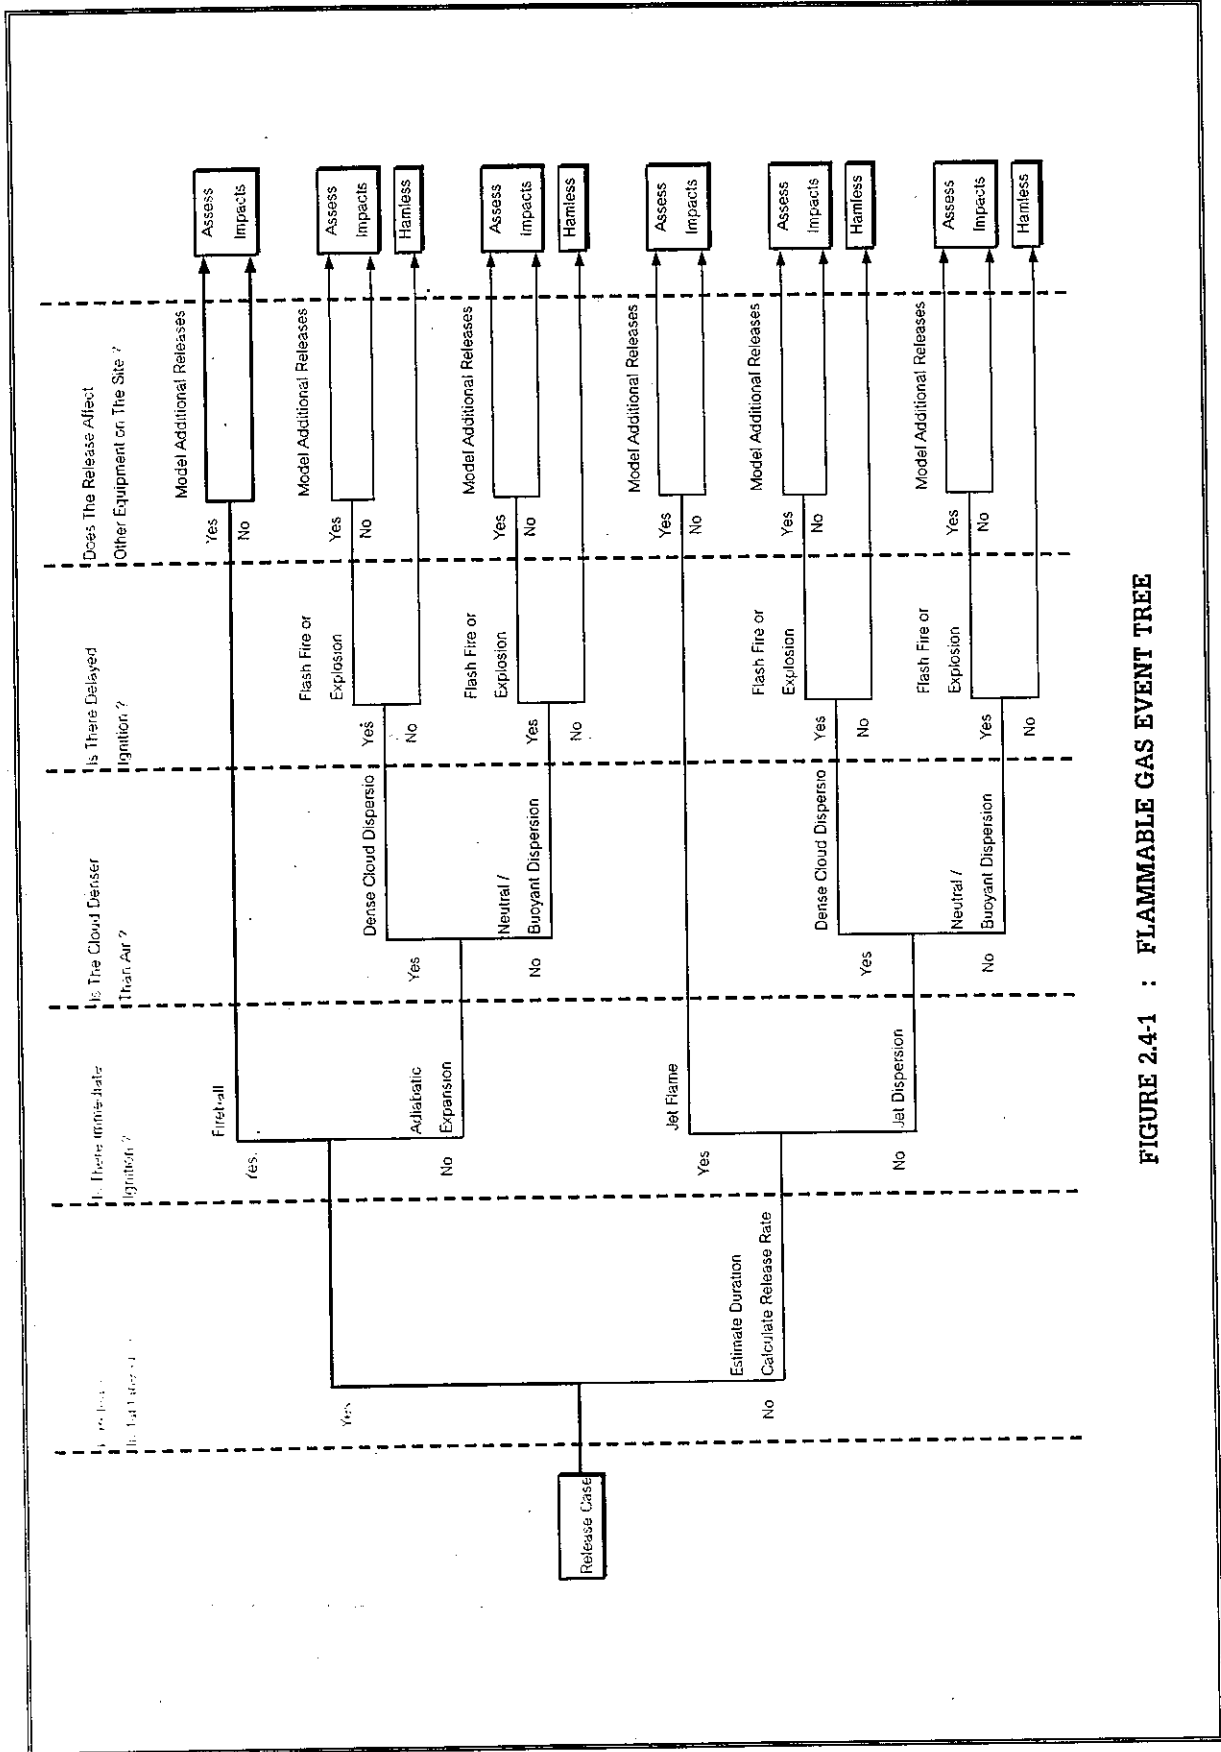 Does The Release Affect
Other Equipment on The Site ?
Is There Delayed
Ignition ?
Is The Cloud Denser
Than Air ?
Is There Immediate
Ignition ?
Release Case
Yes
No
Estimate Duration
Calculate Release Rate
Yes.
Fireball
No
Adiabatic
Expansion
Yes
Jet Flame
No
Jet Dispersion
Yes
Dense Cloud Dispersio
No
Neutral /
Buoyant Dispersion
Yes
Dense Cloud Dispersio
No
Neutral /
Buoyant Dispersion
Yes
No
Flash Fire or
Explosion
Yes
No
Flash Fire or
Explosion
Yes
No
Flash Fire or
Explosion
Yes
No
Flash Fire or
Explosion
Yes
No
Model Additional Releases
Yes
No
Model Additional Releases
Yes
No
Model Additional Releases
Yes
No
Model Additional Releases
Yes
No
Model Additional Releases
Yes
No
Model Additional Releases
Assess
Impacts
Assess
Impacts
Hamless
Assess
Impacts
Hamless
Assess
Impacts
Assess
Impacts
Hamless
Assess
Impacts
Hamless
FIGURE 2.4-1 : FLAMMABLE GAS EVENT TREE